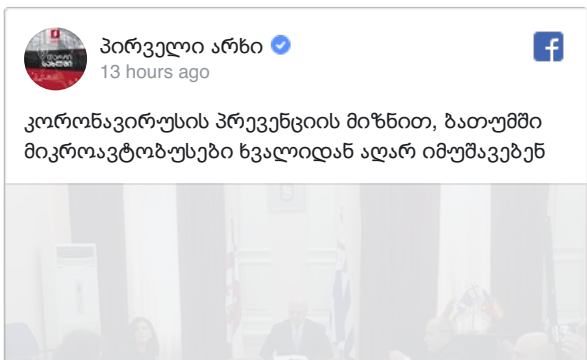 პირველი არხი
13 hours ago
კორონავირუსის პრევენციის მიზნით, ბათუმში
მიკროავტობუსები ხვალიდან აღარ იმუშავებენ